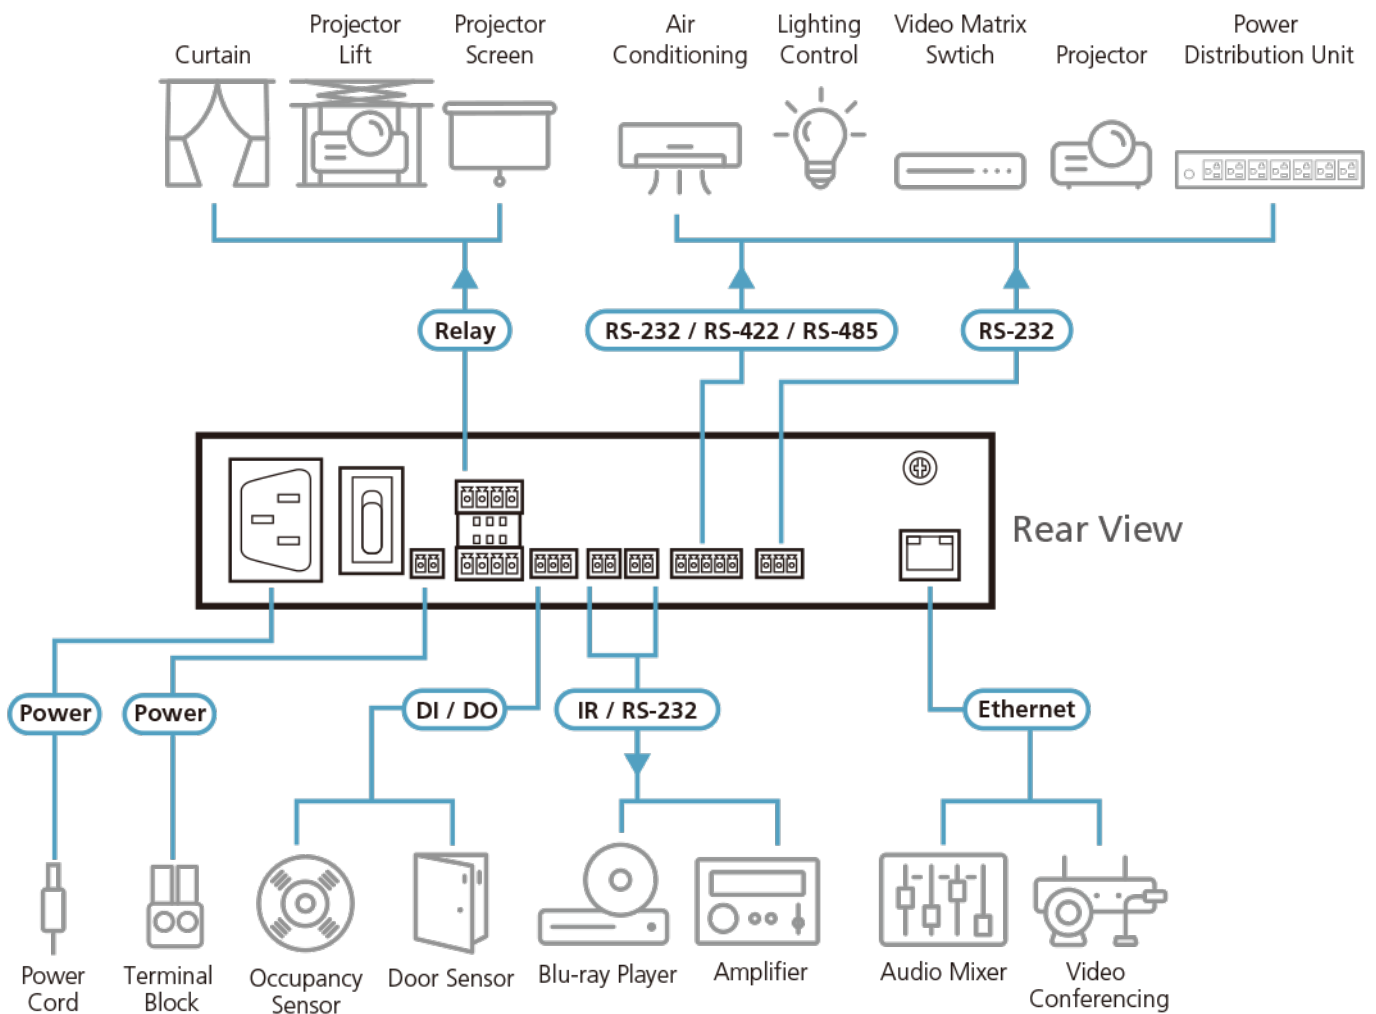 Curtain
Projector
Lift
Projector
Screen
Air
Conditioning
Lighting
Control
Video Matrix
Swtich
Projector
Power
Distribution Unit
Relay
RS-232 / RS-422 / RS-485
RS-232
Rear View
Power
Power
DI / DO
IR / RS-232
Ethernet
Power
Cord
Terminal
Block
Occupancy
Sensor
Door Sensor
Blu-ray Player
Amplifier
Audio Mixer
Video
Conferencing